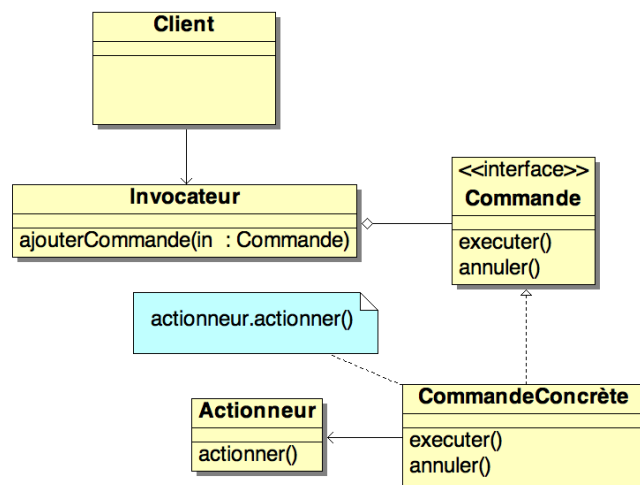 Client
Invocateur
ajouterCommande(in  : Commande)
<<interface>>
Commande
executer()
annuler()
actionneur.actionner()
Actionneur
actionner()
CommandeConcrète
executer()
annuler()